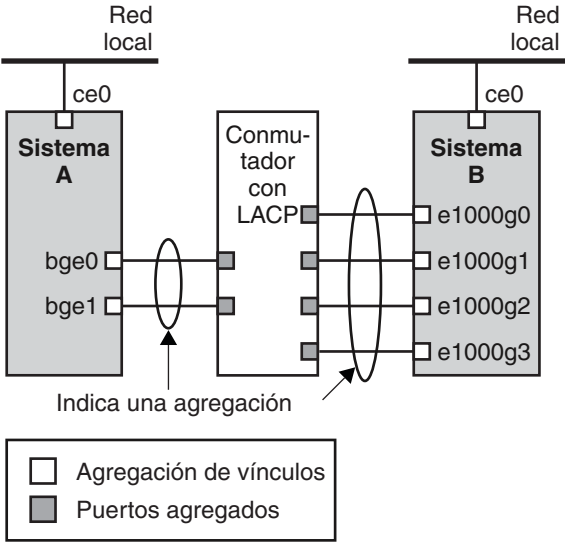 Red
local
Red
local
ce0
ce0
Sistema
A
Conmu-
tador
con
LACP
Sistema
B
e1000g0
bge0
e1000g1
bge1
e1000g2
e1000g3
Indica una agregación
Agregación de vínculos
Puertos agregados